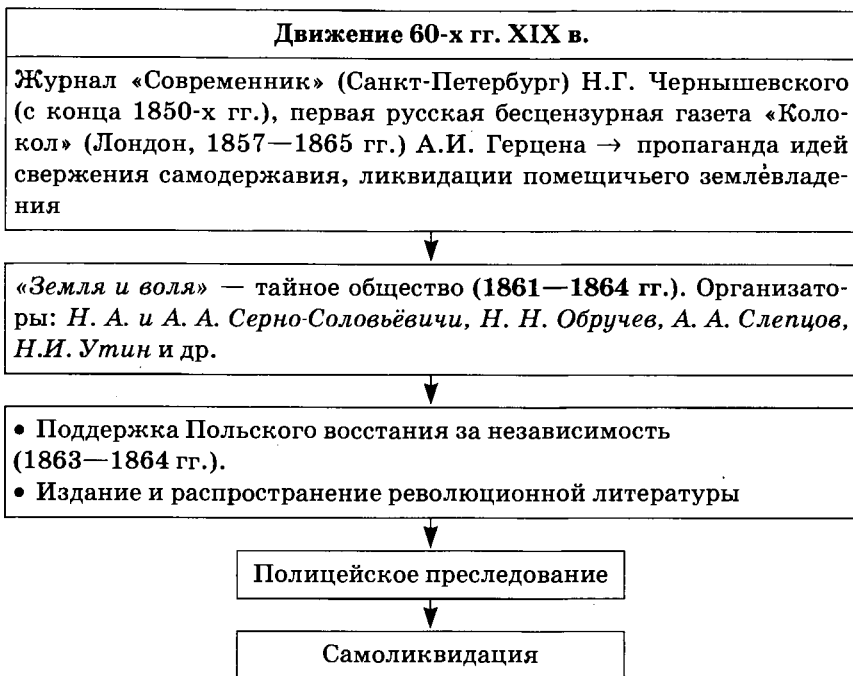 Движение 60-х гг. XIX в.
Журнал «Современник» (Санкт-Петербург) Н.Г. Чернышевского
(с конца 1850-х гг.), первая русская бесцензурная газета «Коло-
кол» (Лондон, 1857—1865 гг.) А.И. Герцена → пропаганда идей
свержения самодержавия, ликвидации помещичьего землевладе-
ния
«Земля и воля» — тайное общество (1861—1864 гг.). Организато-
ры: Н. А. и А. А. Серно-Соловьёвичи, Н. Н. Обручев, А. А. Слепцов,
Н.И. Утин и др.
• Поддержка Польского восстания за независимость
(1863—1864 гг.).
• Издание и распространение революционной литературы
Полицейское преследование
Самоликвидация